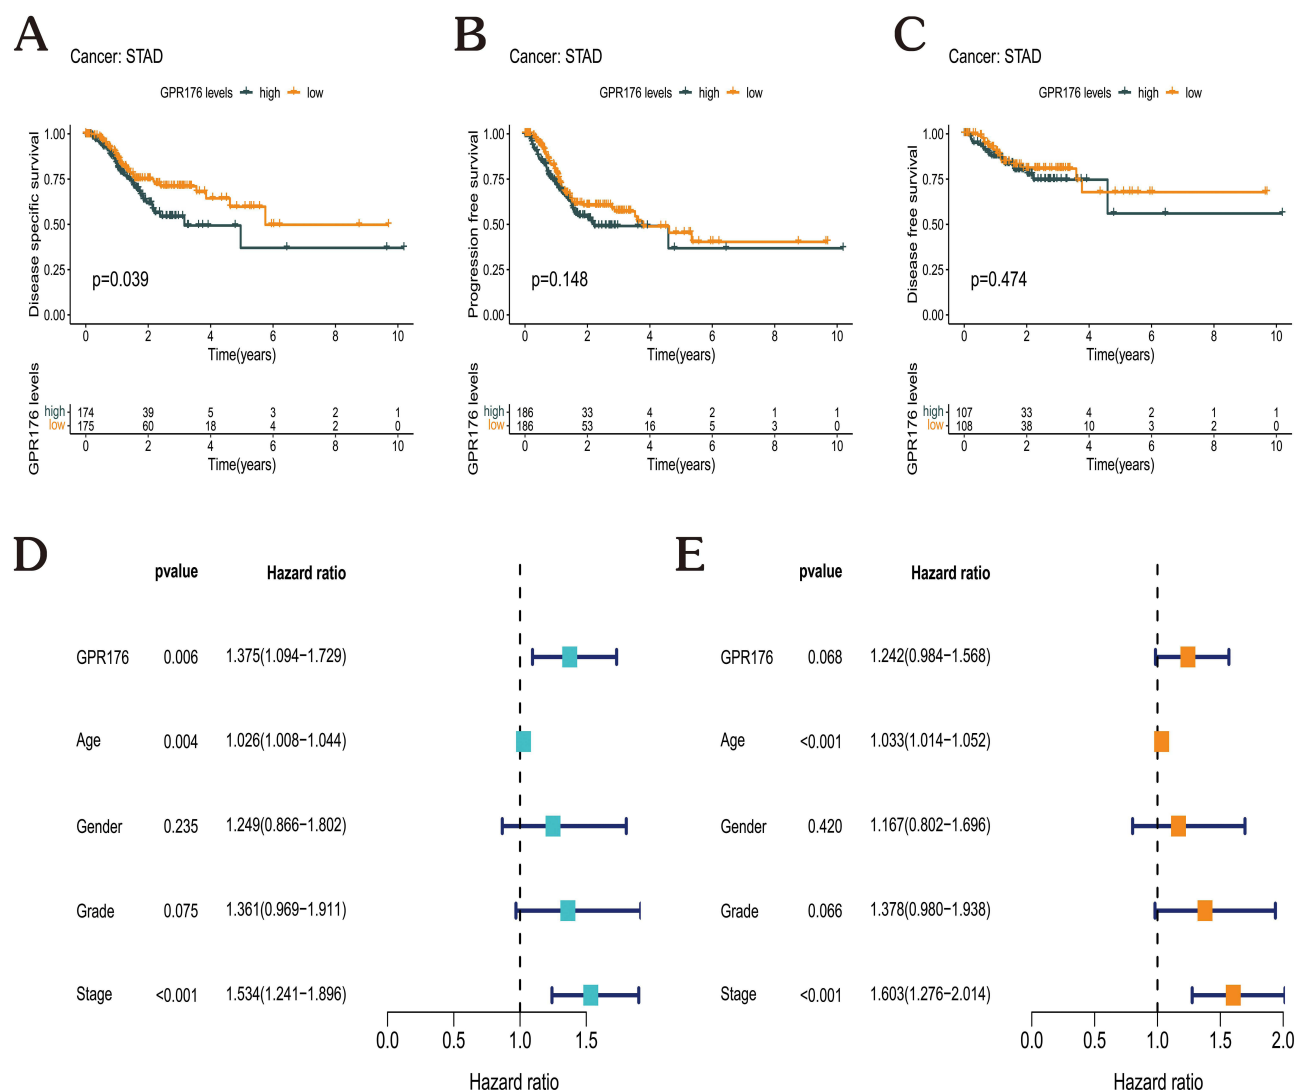 A
Cancer: STAD
GPR176 levels high low
Disease specific survival
1.00
0.75
0.50
0.25
0.00
p=0.039
0 2 4 6 8 10
Time(years)
GPR176 levels
high 174 39 5 3 2 1
low 175 60 18 4 2 0
0 2 4 6 8 10
Time(years)
B
Cancer: STAD
GPR176 levels high low
Progression free survival
1.00
0.75
0.50
0.25
0.00
p=0.148
0 2 4 6 8 10
Time(years)
GPR176 levels
high 186 33 4 2 1 1
low 186 53 16 5 3 0
0 2 4 6 8 10
Time(years)
C
Cancer: STAD
GPR176 levels high low
Disease free survival
1.00
0.75
0.50
0.25
0.00
p=0.474
0 2 4 6 8 10
Time(years)
GPR176 levels
high 107 33 4 2 1 1
low 108 38 10 3 2 0
0 2 4 6 8 10
Time(years)
D
pvalue Hazard ratio
GPR176 0.006 1.375(1.094−1.729)
Age 0.004 1.026(1.008−1.044)
Gender 0.235 1.249(0.866−1.802)
Grade 0.075 1.361(0.969−1.911)
Stage <0.001 1.534(1.241−1.896)
0.0 0.5 1.0 1.5
Hazard ratio
E
pvalue Hazard ratio
GPR176 0.068 1.242(0.984−1.568)
Age <0.001 1.033(1.014−1.052)
Gender 0.420 1.167(0.802−1.696)
Grade 0.066 1.378(0.980−1.938)
Stage <0.001 1.603(1.276−2.014)
0.0 0.5 1.0 1.5 2.0
Hazard ratio